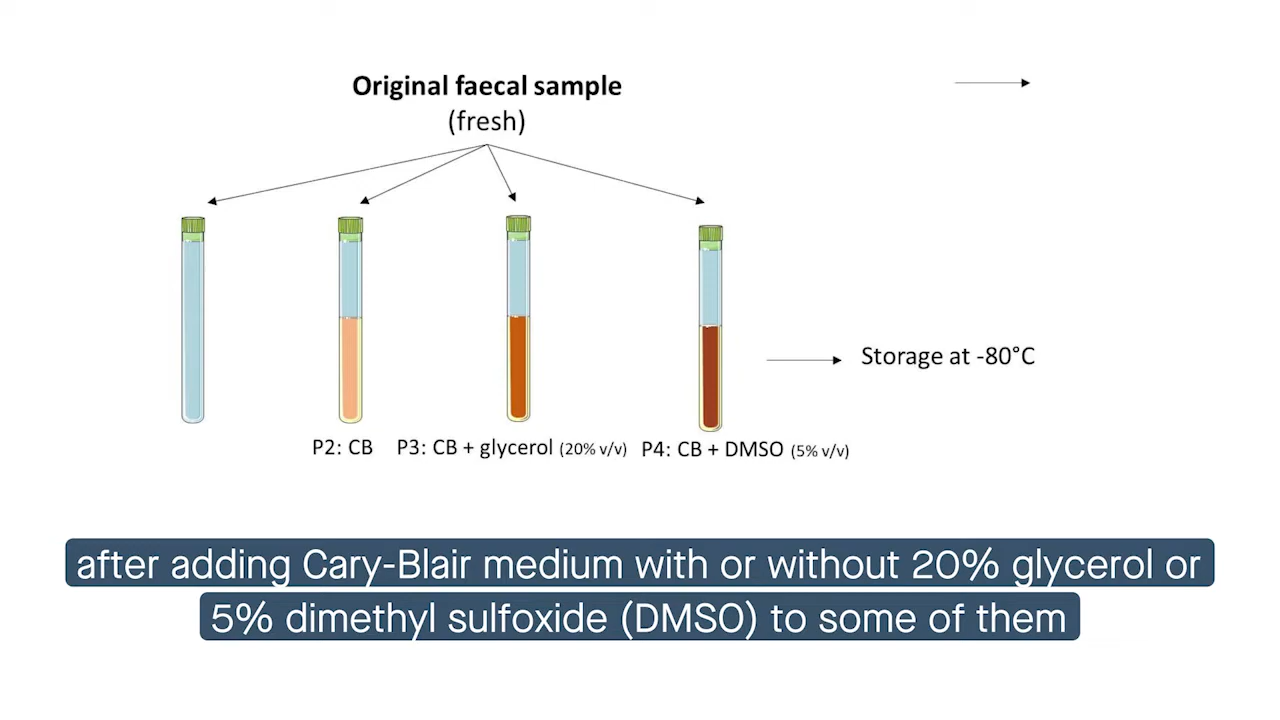 Original faecal sample
(fresh)
Storage at -80°C
P2: CB
P3: CB + glycerol (20% v/v)
P4: CB + DMSO (5% v/v)
after adding Cary-Blair medium with or without 20% glycerol or
5% dimethyl sulfoxide (DMSO) to some of them